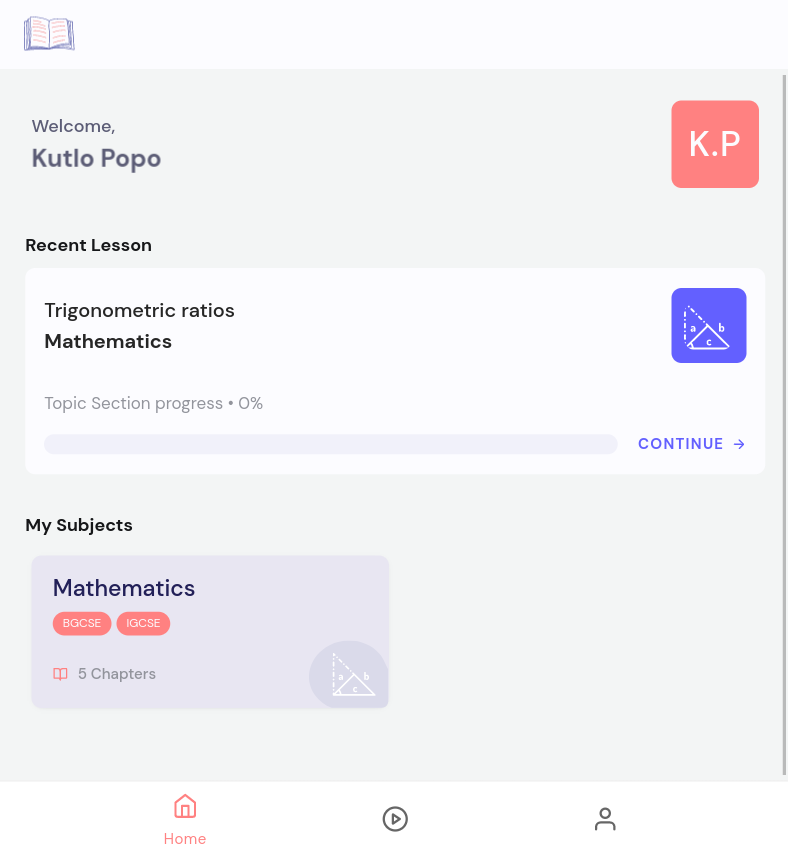 Welcome,
Kutlo Popo
K.P
Recent Lesson
Trigonometric ratios
Mathematics
a b
c
Topic Section progress • 0%
CONTINUE →
My Subjects
Mathematics
BGCSE IGCSE
5 Chapters
a b
c
Home